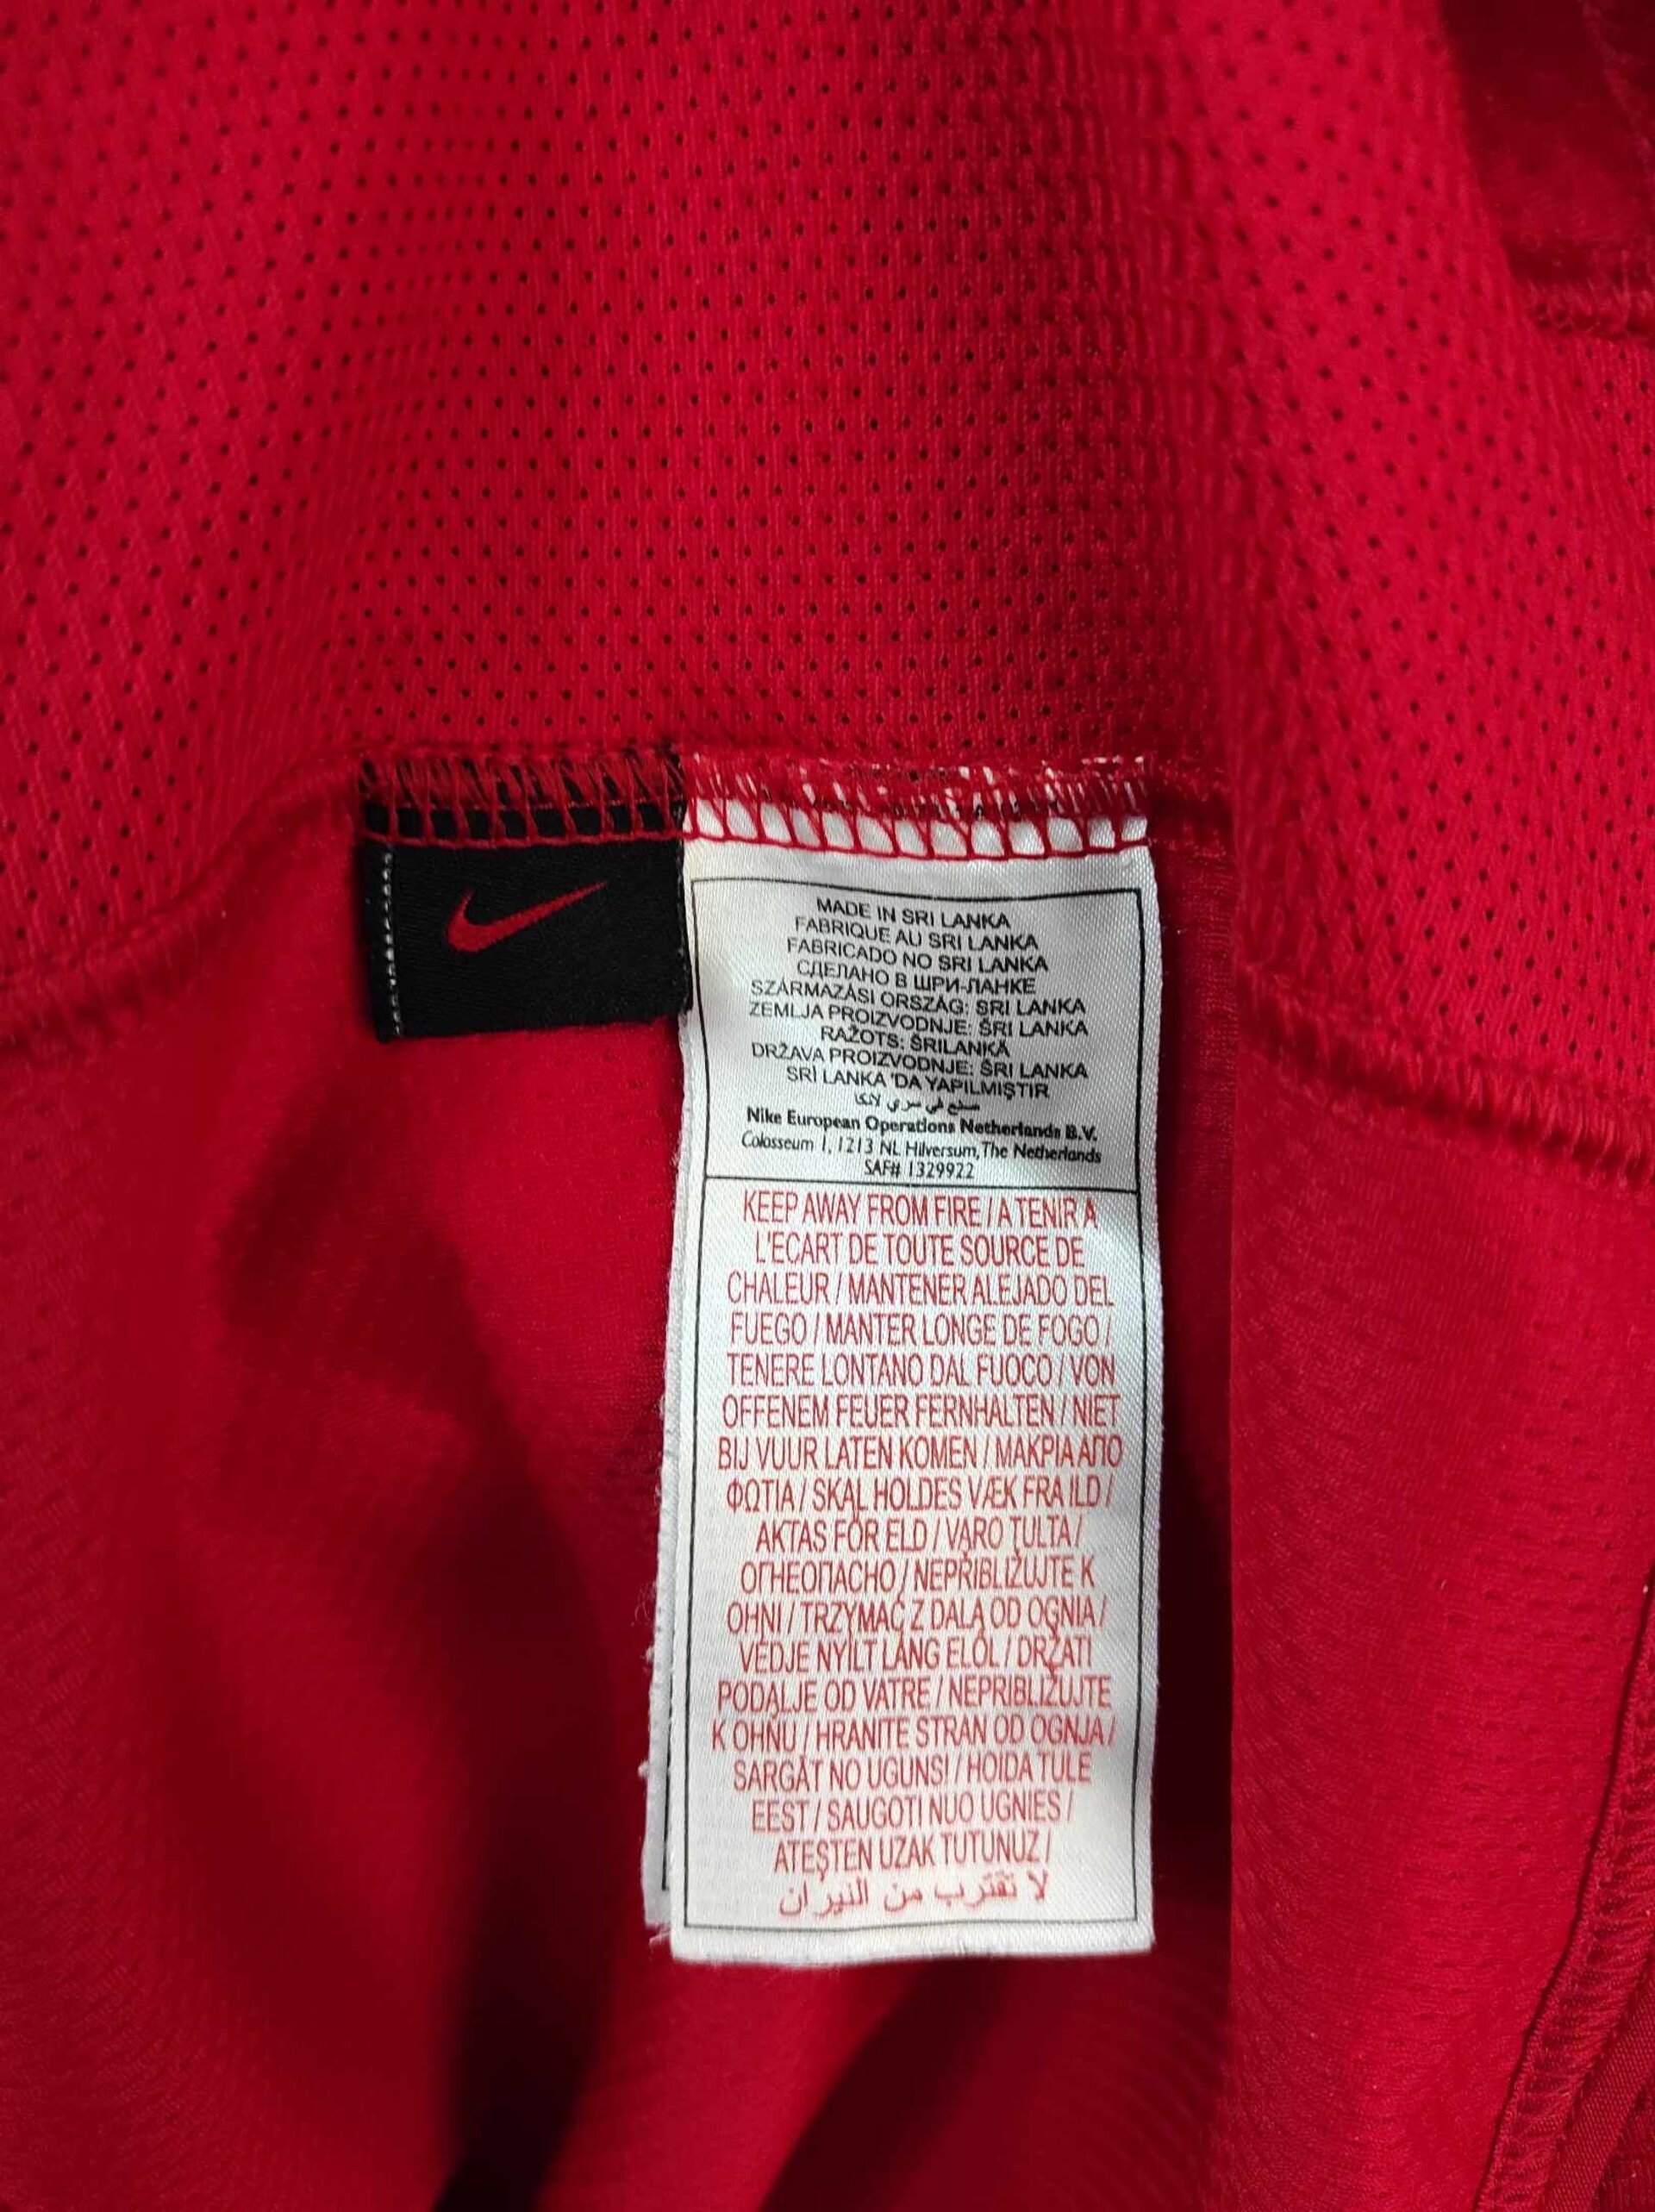 MADE IN SRI LANKA
FABRIQUE AU SRI LANKA
FABRICADO NO SRI LANKA
СДЕЛАНО В ШРИ-ЛАНКЕ
SZÁRMAZÁSI ORSZÁG: SRI LANKA
ZEMLJA PROIZVODNJE: ŠRI LANKA
RAŽOTS: ŠRILANKĀ
DRŽAVA PROIZVODNJE: ŠRI LANKA
SRİ LANKA 'DA YAPILMIŞTIR
صنع في سري لانكا
Nike European Operations Netherlands B.V.
Colosseum 1, 1213 NL Hilversum, The Netherlands
SAF# 1329922
KEEP AWAY FROM FIRE / A TENIR A
L'ECART DE TOUTE SOURCE DE
CHALEUR / MANTENER ALEJADO DEL
FUEGO / MANTER LONGE DE FOGO /
TENERE LONTANO DAL FUOCO / VON
OFFENEM FEUER FERNHALTEN / NIET
BIJ VUUR LATEN KOMEN / ΜΑΚΡΙΑ ΑΠΟ
ΦΩΤΙΑ / SKAL HOLDES VÆK FRA ILD /
AKTAS FÖR ELD / VARO TULTA /
ОГНЕОПАСНО / NEPŘIBLIŽUJTE K
OHNI / TRZYMAĆ Z DALA OD OGNIA /
VÉDJE NYÍLT LÁNG ELŐL / DRŽATI
PODALJE OD VATRE / NEPRIBLIŽUJTE
K OHŇU / HRANITE STRAN OD OGNJA /
SARGĀT NO UGUNS! / HOIDA TULE
EEST / SAUGOTI NUO UGNIES /
ATEŞTEN UZAK TUTUNUZ /
لا تقترب من النيران